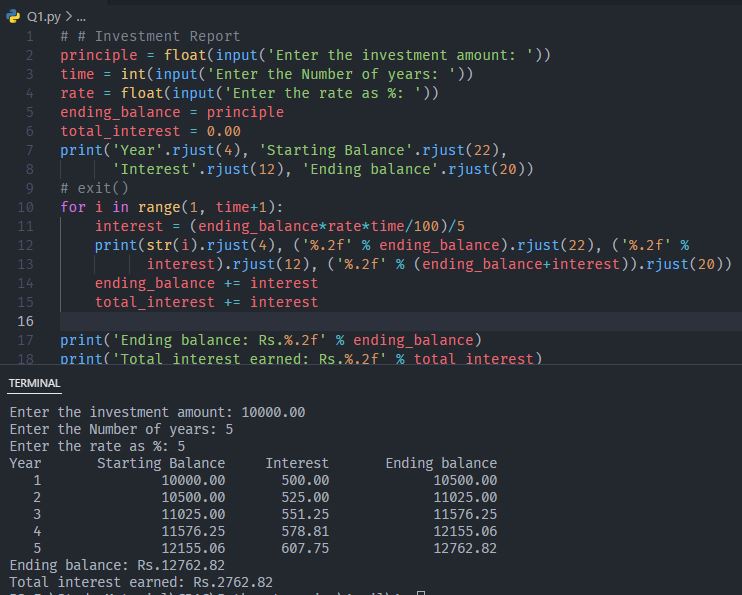 Q1.py > ...
1 # # Investment Report
2 principle = float(input('Enter the investment amount: '))
3 time = int(input('Enter the Number of years: '))
4 rate = float(input('Enter the rate as %: '))
5 ending_balance = principle
6 total_interest = 0.00
7 print('Year'.rjust(4), 'Starting Balance'.rjust(22),
8 'Interest'.rjust(12), 'Ending balance'.rjust(20))
9 # exit()
10 for i in range(1, time+1):
11 interest = (ending_balance*rate*time/100)/5
12 print(str(i).rjust(4), ('%.2f' % ending_balance).rjust(22), ('%.2f' %
13 interest).rjust(12), ('%.2f' % (ending_balance+interest)).rjust(20))
14 ending_balance += interest
15 total_interest += interest
16
17 print('Ending balance: Rs.%.2f' % ending_balance)
18 print('Total interest earned: Rs.%.2f' % total_interest)
TERMINAL
Enter the investment amount: 10000.00
Enter the Number of years: 5
Enter the rate as %: 5
Year Starting Balance Interest Ending balance
1 10000.00 500.00 10500.00
2 10500.00 525.00 11025.00
3 11025.00 551.25 11576.25
4 11576.25 578.81 12155.06
5 12155.06 607.75 12762.82
Ending balance: Rs.12762.82
Total interest earned: Rs.2762.82